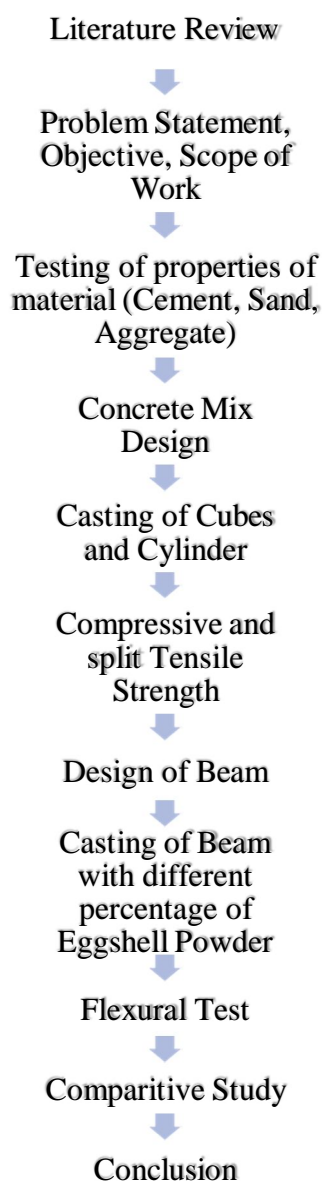 Literature Review
Problem Statement,
Objective, Scope of
Work
Testing of properties of
material (Cement, Sand,
Aggregate)
Concrete Mix
Design
Casting of Cubes
and Cylinder
Compressive and
split Tensile
Strength
Design of Beam
Casting of Beam
with different
percentage of
Eggshell Powder
Flexural Test
Comparitive Study
Conclusion